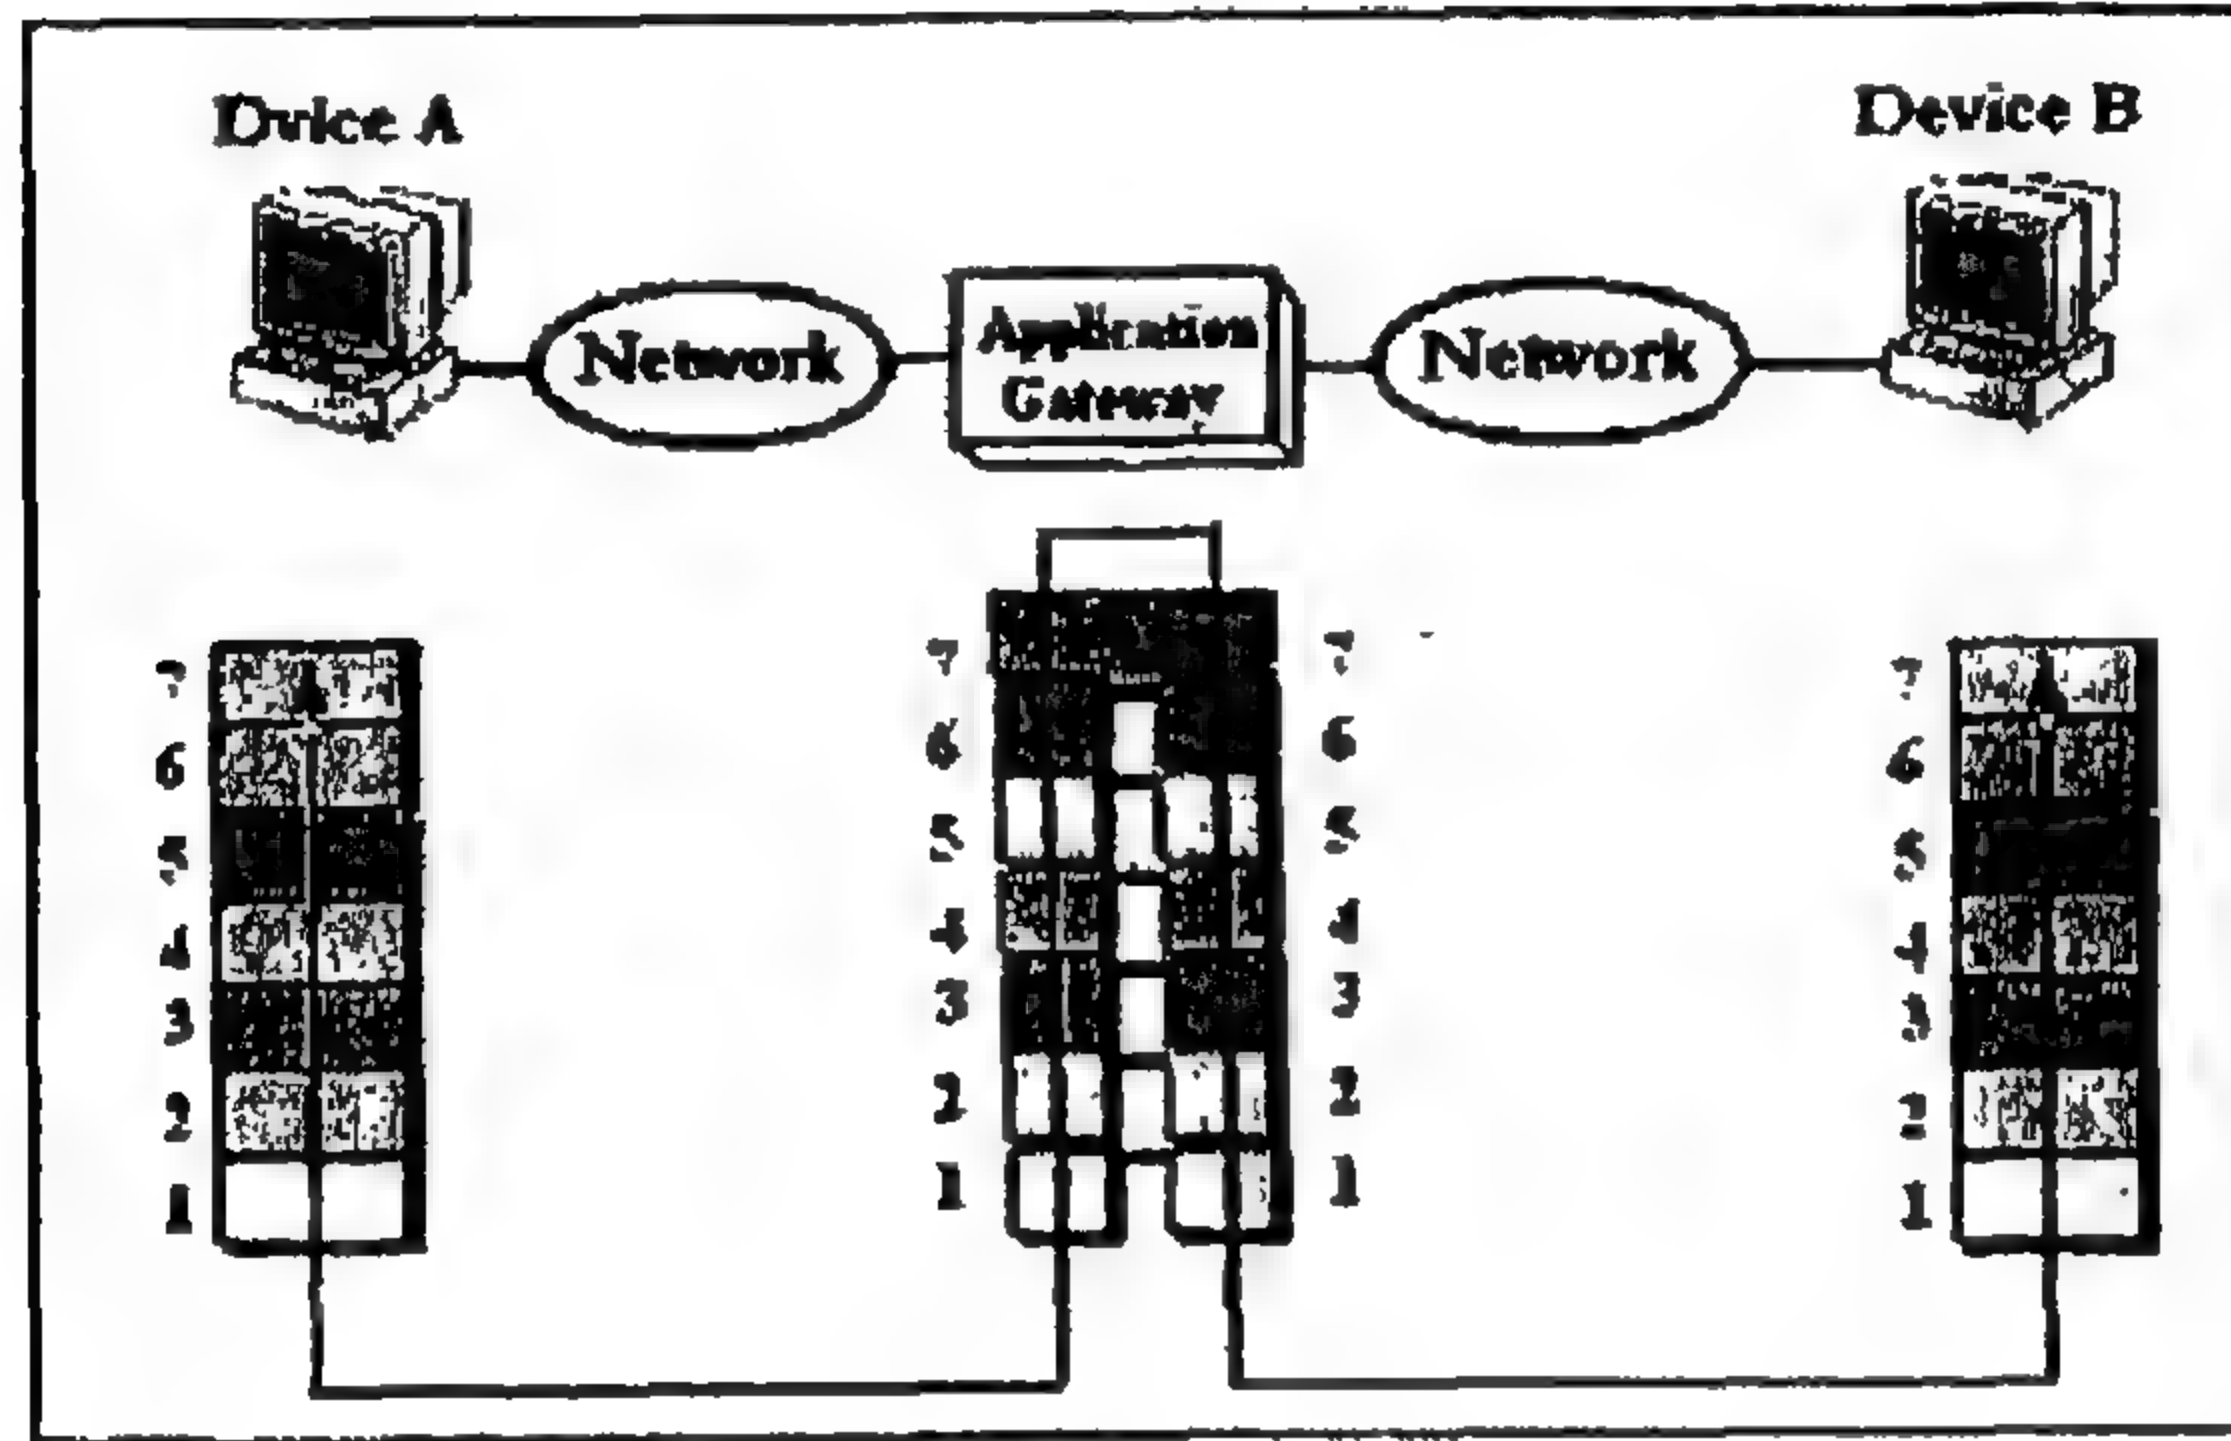 Dvice A
Device B
Network
Application
Gateway
Network
7 7 7 7
6 6 6 6
5 5 5 5
4 4 4 4
3 3 3 3
2 2 2 2
1 1 1 1